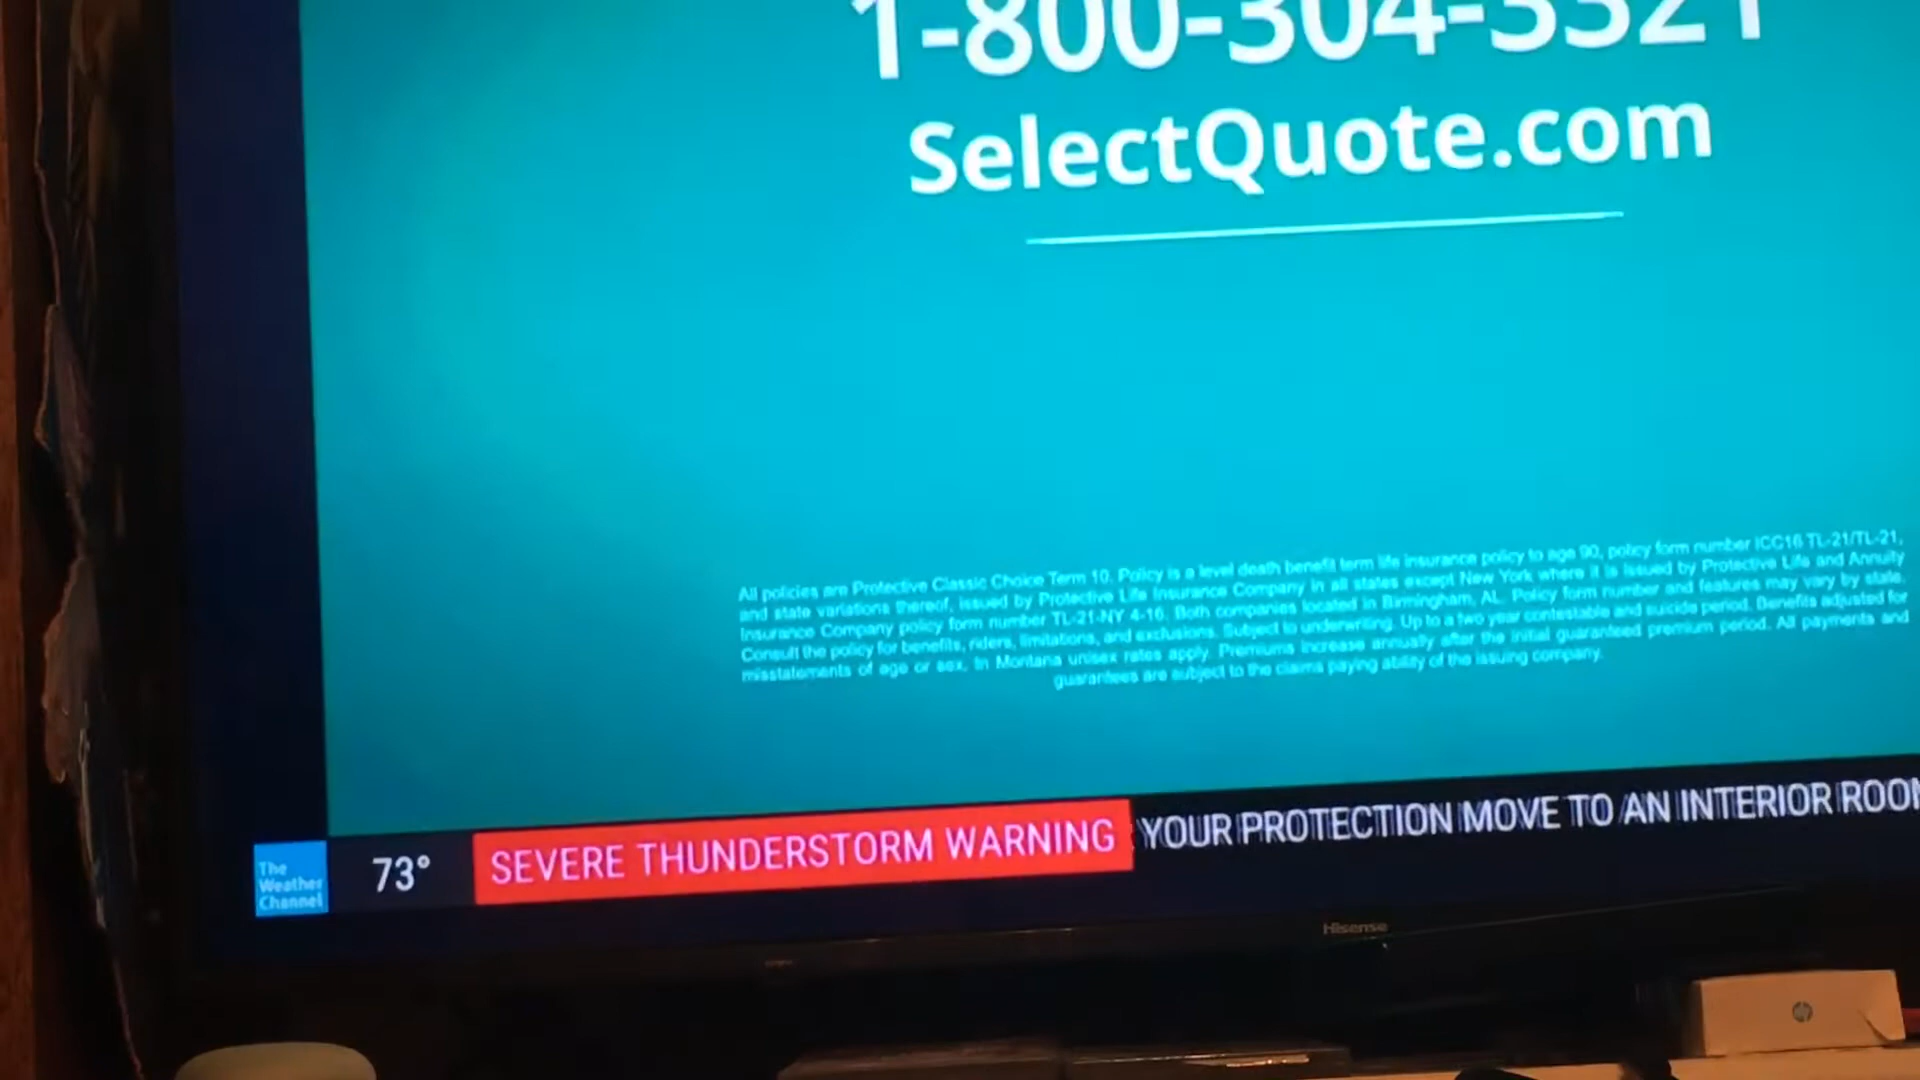 1-800-304-3321
SelectQuote.com
All policies are Protective Classic Choice Term 10. Policy is a level death benefit term life insurance policy to age 90, policy form number ICC16 TL-21/TL-21,
and state variations thereof, issued by Protective Life Insurance Company in all states except New York where it is issued by Protective Life and Annuity
Insurance Company policy form number TL-21-NY 4-16. Both companies located in Birmingham, AL. Policy form number and features may vary by state.
Consult the policy for benefits, riders, limitations, and exclusions. Subject to underwriting. Up to a two year contestable and suicide period. Benefits adjusted for
misstatements of age or sex. In Montana unisex rates apply. Premiums increase annually after the initial guaranteed premium period. All payments and
guarantees are subject to the claims paying ability of the issuing company.
The
Weather
Channel
73°
SEVERE THUNDERSTORM WARNING
YOUR PROTECTION MOVE TO AN INTERIOR ROOM
Hisense
hp